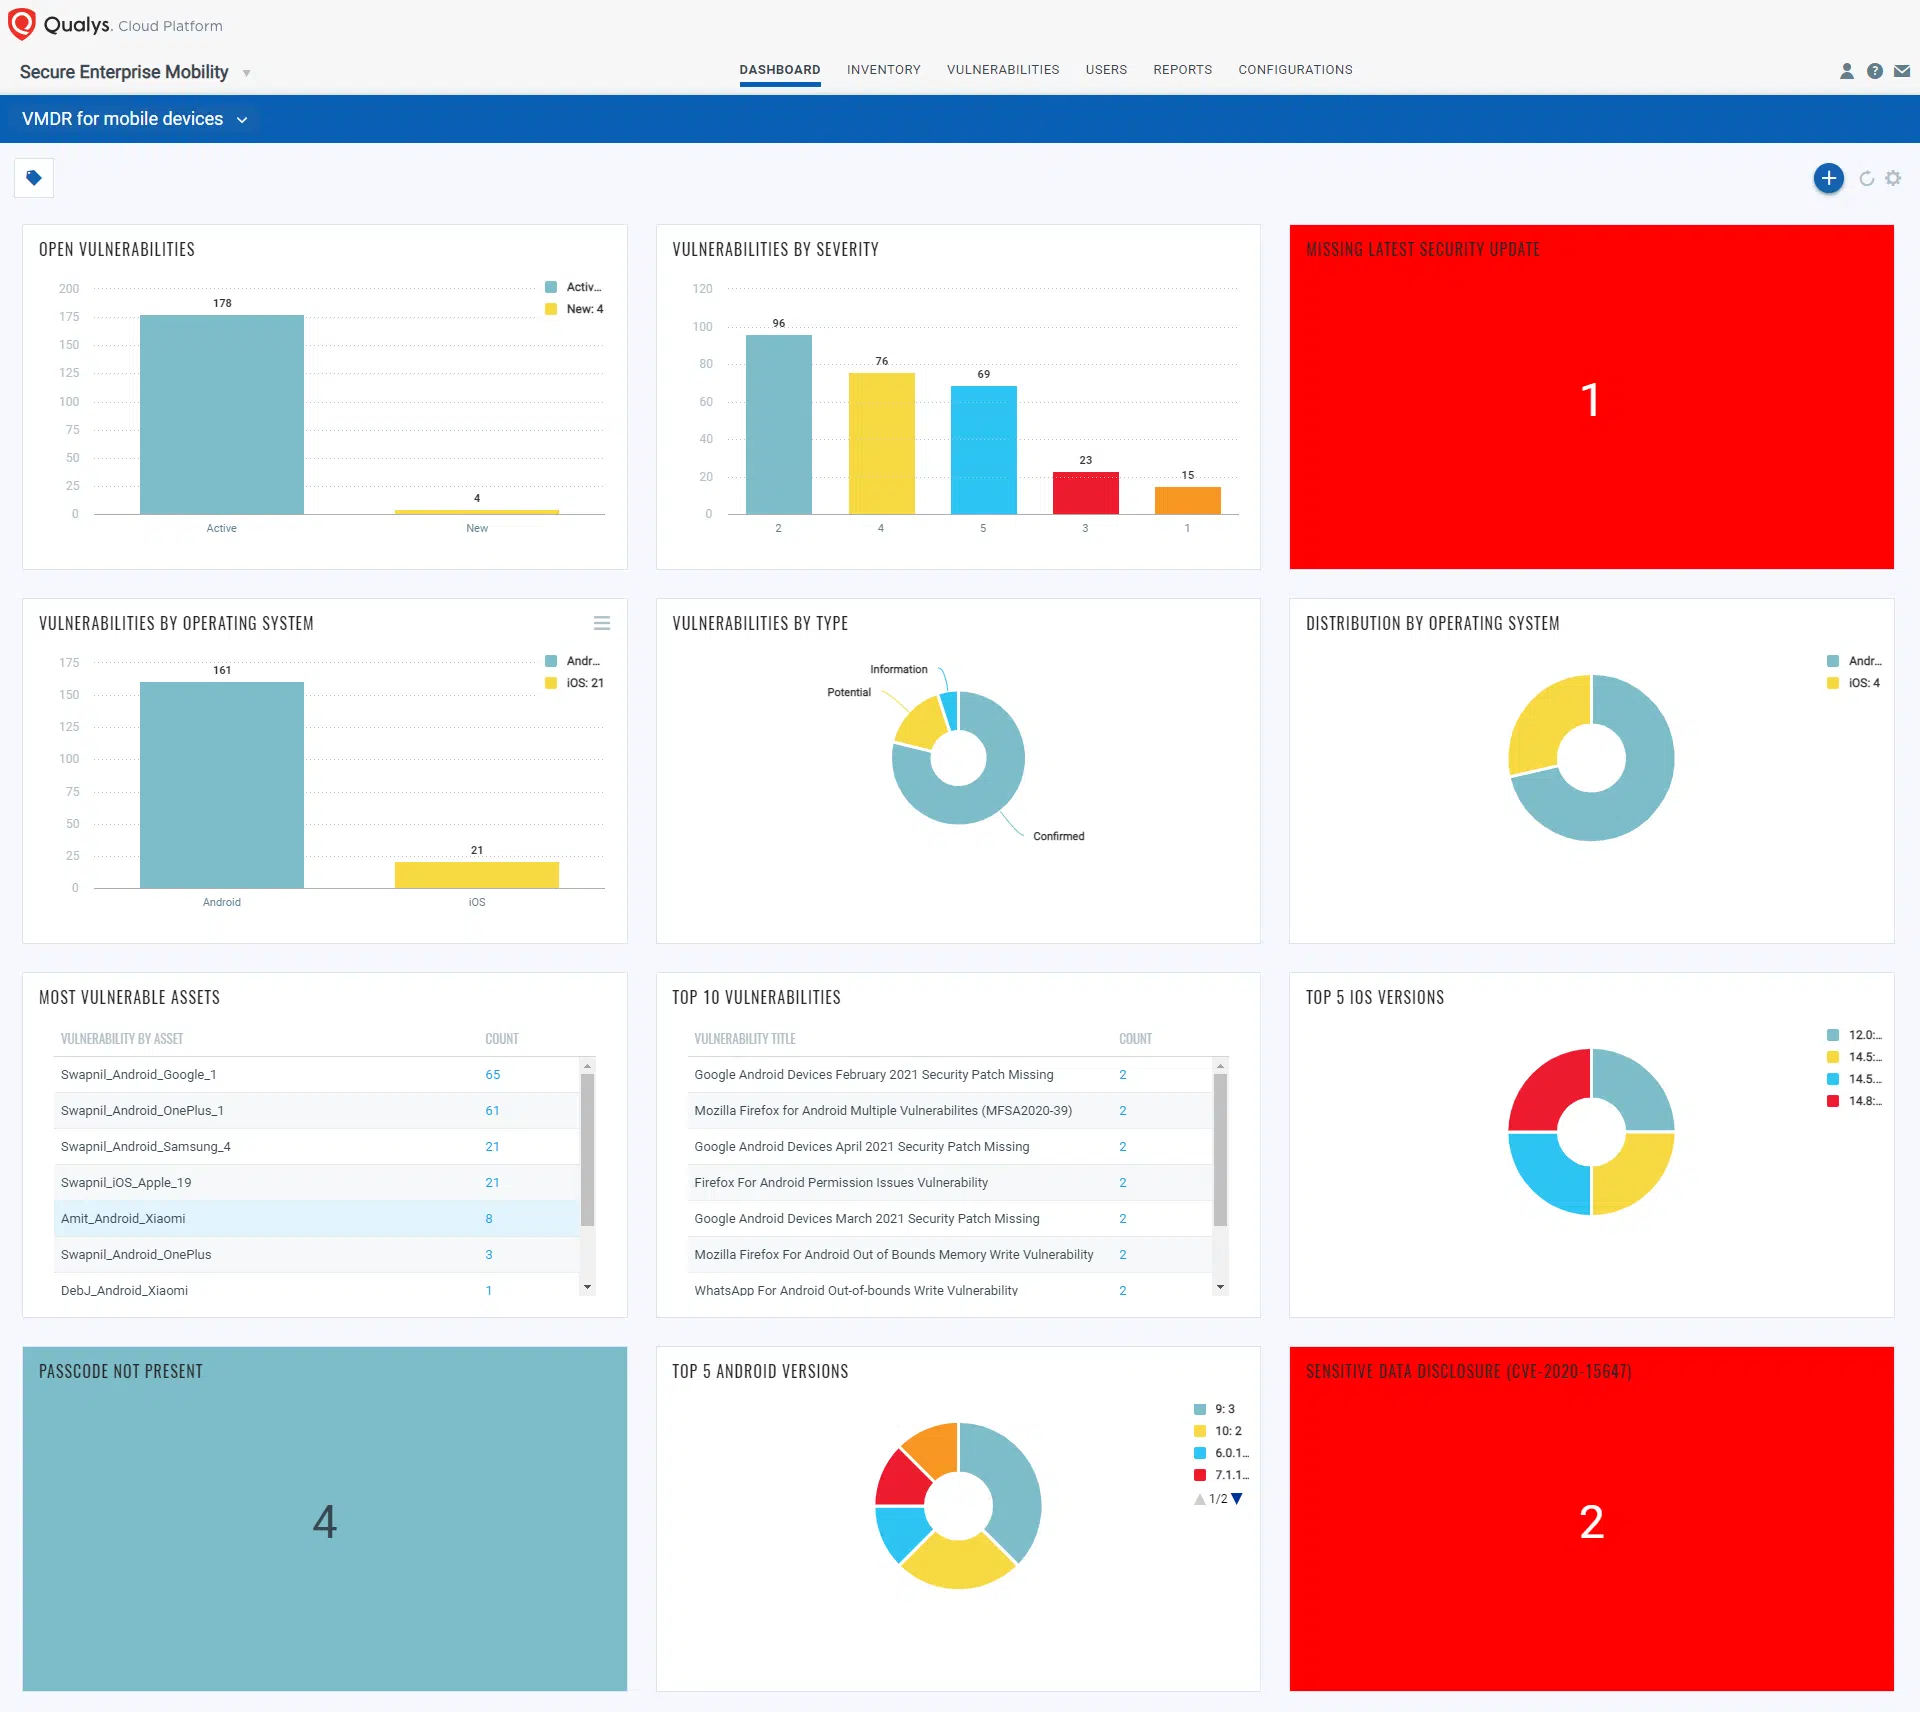 Qualys. Cloud Platform
Secure Enterprise Mobility
DASHBOARD INVENTORY VULNERABILITIES USERS REPORTS CONFIGURATIONS
VMDR for mobile devices
OPEN VULNERABILITIES
200
175
150
125
100
75
50
25
0
178
4
Active
New
Activ...
New: 4
VULNERABILITIES BY SEVERITY
120
100
80
60
40
20
0
96
76
69
23
15
2
4
5
3
1
MISSING LATEST SECURITY UPDATE
1
VULNERABILITIES BY OPERATING SYSTEM
175
150
125
100
75
50
25
0
161
21
Android
iOS
Andr...
iOS: 21
VULNERABILITIES BY TYPE
Information
Potential
Confirmed
DISTRIBUTION BY OPERATING SYSTEM
Andr...
iOS: 4
MOST VULNERABLE ASSETS
VULNERABILITY BY ASSET COUNT
Swapnil_Android_Google_1 65
Swapnil_Android_OnePlus_1 61
Swapnil_Android_Samsung_4 21
Swapnil_iOS_Apple_19 21
Amit_Android_Xiaomi 8
Swapnil_Android_OnePlus 3
DebJ_Android_Xiaomi 1
TOP 10 VULNERABILITIES
VULNERABILITY TITLE COUNT
Google Android Devices February 2021 Security Patch Missing 2
Mozilla Firefox for Android Multiple Vulnerabilites (MFSA2020-39) 2
Google Android Devices April 2021 Security Patch Missing 2
Firefox For Android Permission Issues Vulnerability 2
Google Android Devices March 2021 Security Patch Missing 2
Mozilla Firefox For Android Out of Bounds Memory Write Vulnerability 2
WhatsApp For Android Out-of-bounds Write Vulnerability 2
TOP 5 IOS VERSIONS
12.0:...
14.5:...
14.5...
14.8:...
PASSCODE NOT PRESENT
4
TOP 5 ANDROID VERSIONS
9: 3
10: 2
6.0.1...
7.1.1...
1/2
SENSITIVE DATA DISCLOSURE (CVE-2020-15647)
2